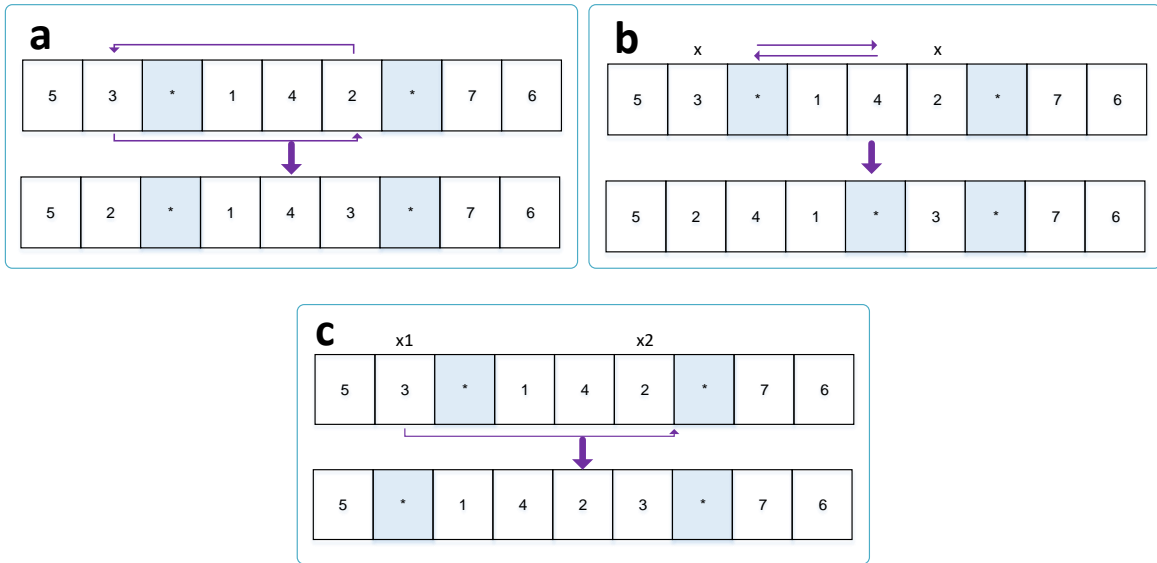 a
5 3 * 1 4 2 * 7 6
5 2 * 1 4 3 * 7 6
b
x x
5 3 * 1 4 2 * 7 6
5 2 4 1 * 3 * 7 6
c
x1 x2
5 3 * 1 4 2 * 7 6
5 * 1 4 2 3 * 7 6